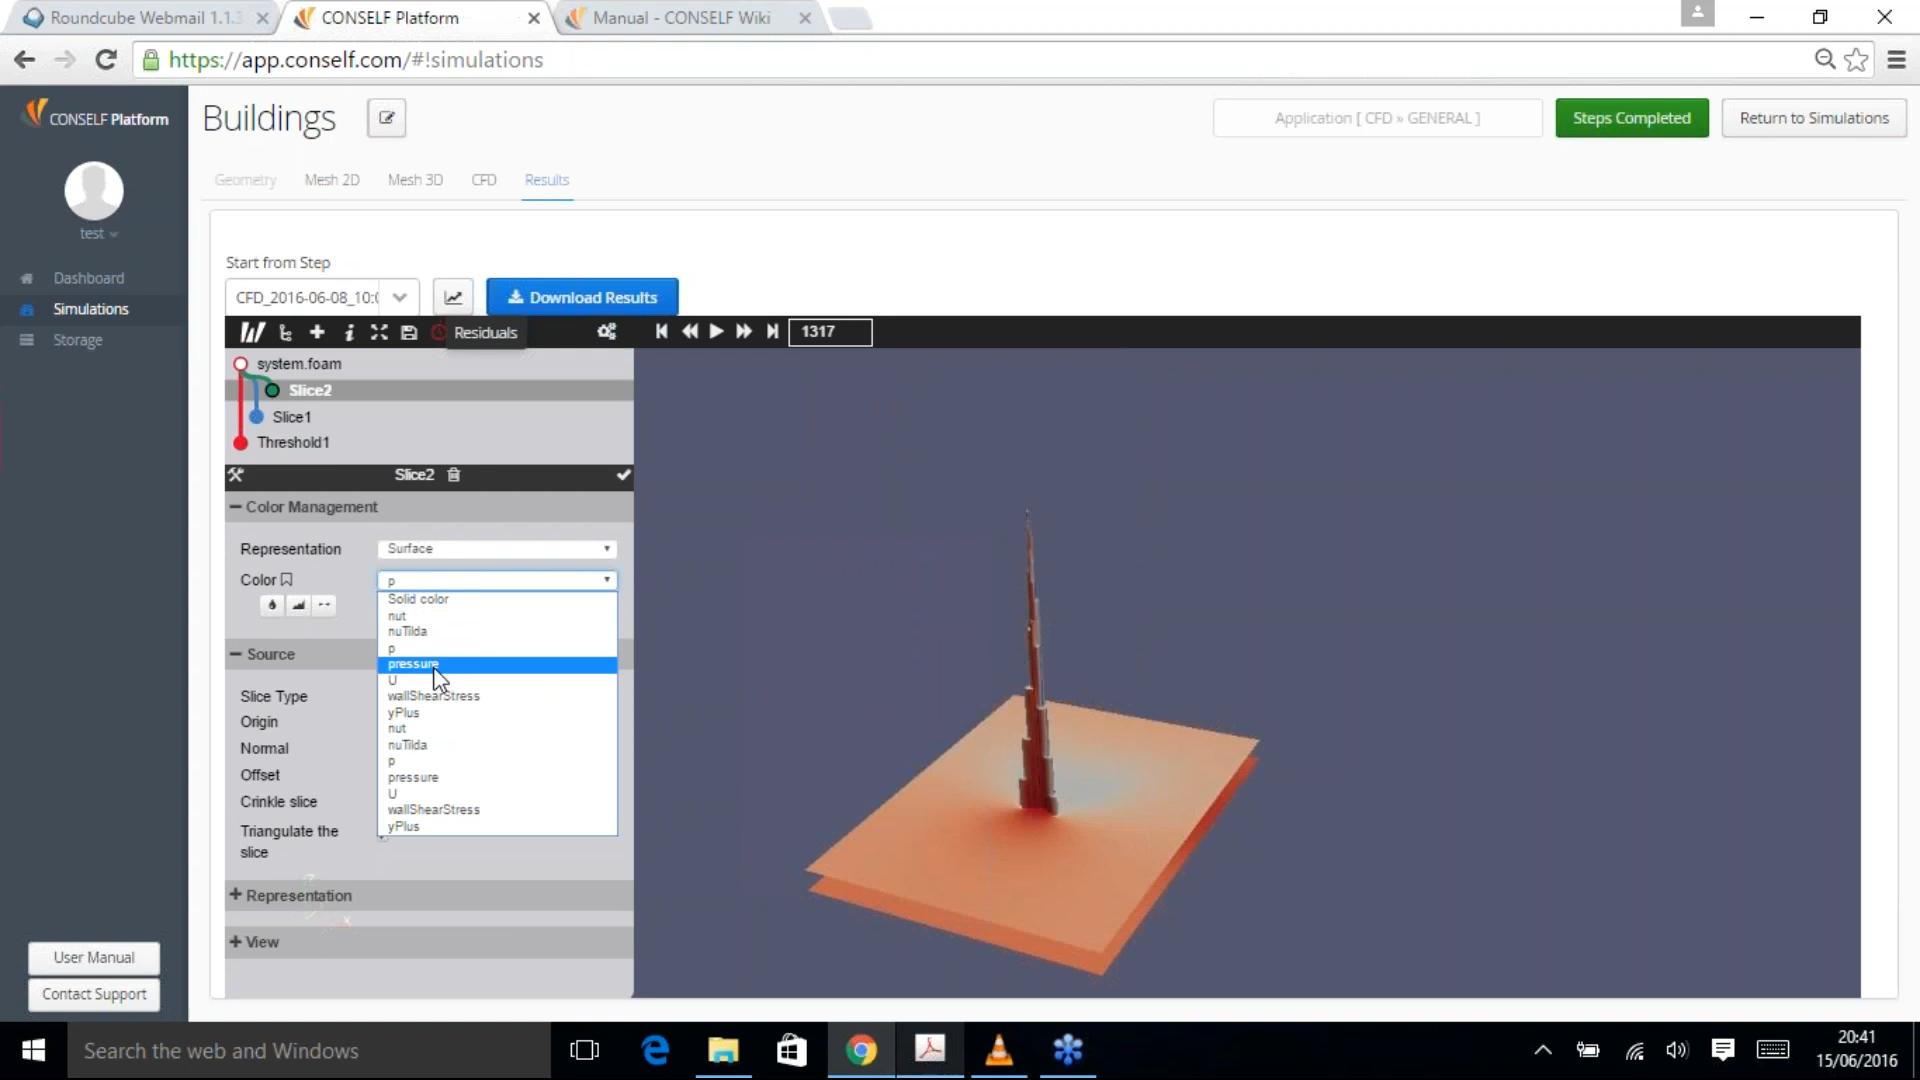 Roundcube Webmail 1.1.3
CONSELF Platform
Manual - CONSELF Wiki
https://app.conself.com/#!simulations
CONSELF Platform
Buildings
Application [ CFD » GENERAL ]
Steps Completed
Return to Simulations
Geometry
Mesh 2D
Mesh 3D
CFD
Results
test
Dashboard
Simulations
Storage
Start from Step
CFD_2016-06-08_10:0
Download Results
Residuals
1317
system.foam
Slice2
Slice1
Threshold1
Slice2
Color Management
Representation
Surface
Color
p
Solid color
nut
nuTilda
p
pressure
U
wallShearStress
yPlus
nut
nuTilda
p
pressure
U
wallShearStress
yPlus
Source
Slice Type
Origin
Normal
Offset
Crinkle slice
Triangulate the
slice
Representation
View
User Manual
Contact Support
Search the web and Windows
20:41
15/06/2016